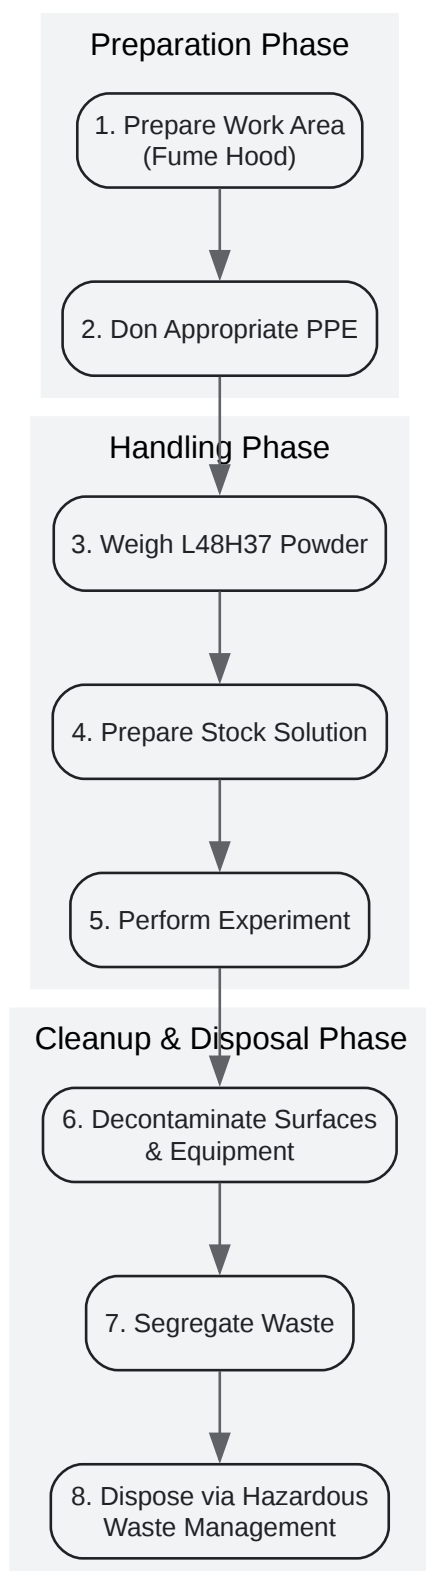 Preparation Phase
1. Prepare Work Area
(Fume Hood)
2. Don Appropriate PPE
Handling Phase
3. Weigh L48H37 Powder
4. Prepare Stock Solution
5. Perform Experiment
Cleanup & Disposal Phase
6. Decontaminate Surfaces
& Equipment
7. Segregate Waste
8. Dispose via Hazardous
Waste Management